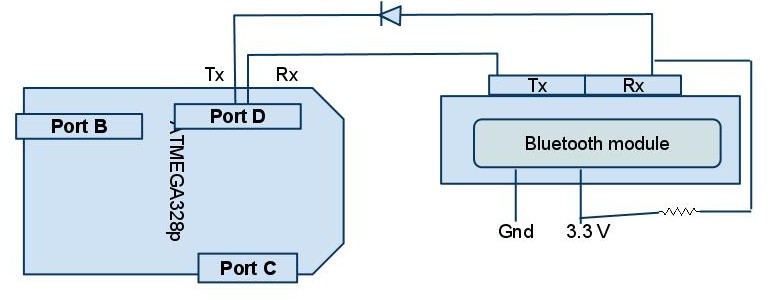 Tx Rx
Tx Rx
Port D
Port B
ATMEGA328p
Bluetooth module
Gnd 3.3 V
Port C